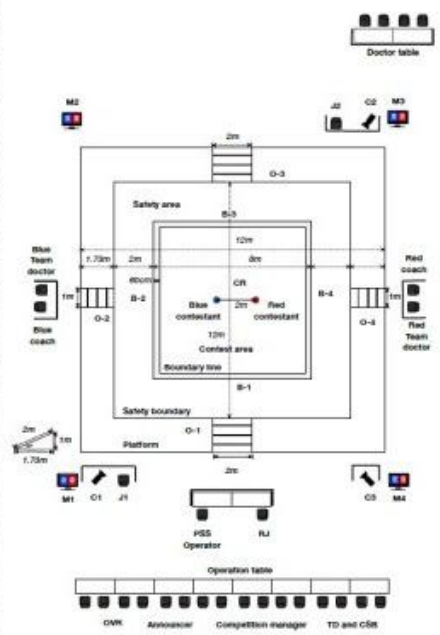 Doctor table
M2
J2
C2
M3
2m
O-3
Safety area
B-3
12m
1.75m
2m
8m
60cm
Blue
Team
doctor
Red
coach
1m
B-2
CR
B-4
1m
Blue
contestant
2m
Red
contestant
O-2
O-4
Blue
coach
Red
Team
doctor
12m
Contest area
Boundary line
B-1
Safety boundary
O-1
2m
1m
1.75m
Platform
2m
M1
C1
J1
C3
M4
PSS
Operator
RJ
Operation table
OVR
Announcer
Competition manager
TD and CSB